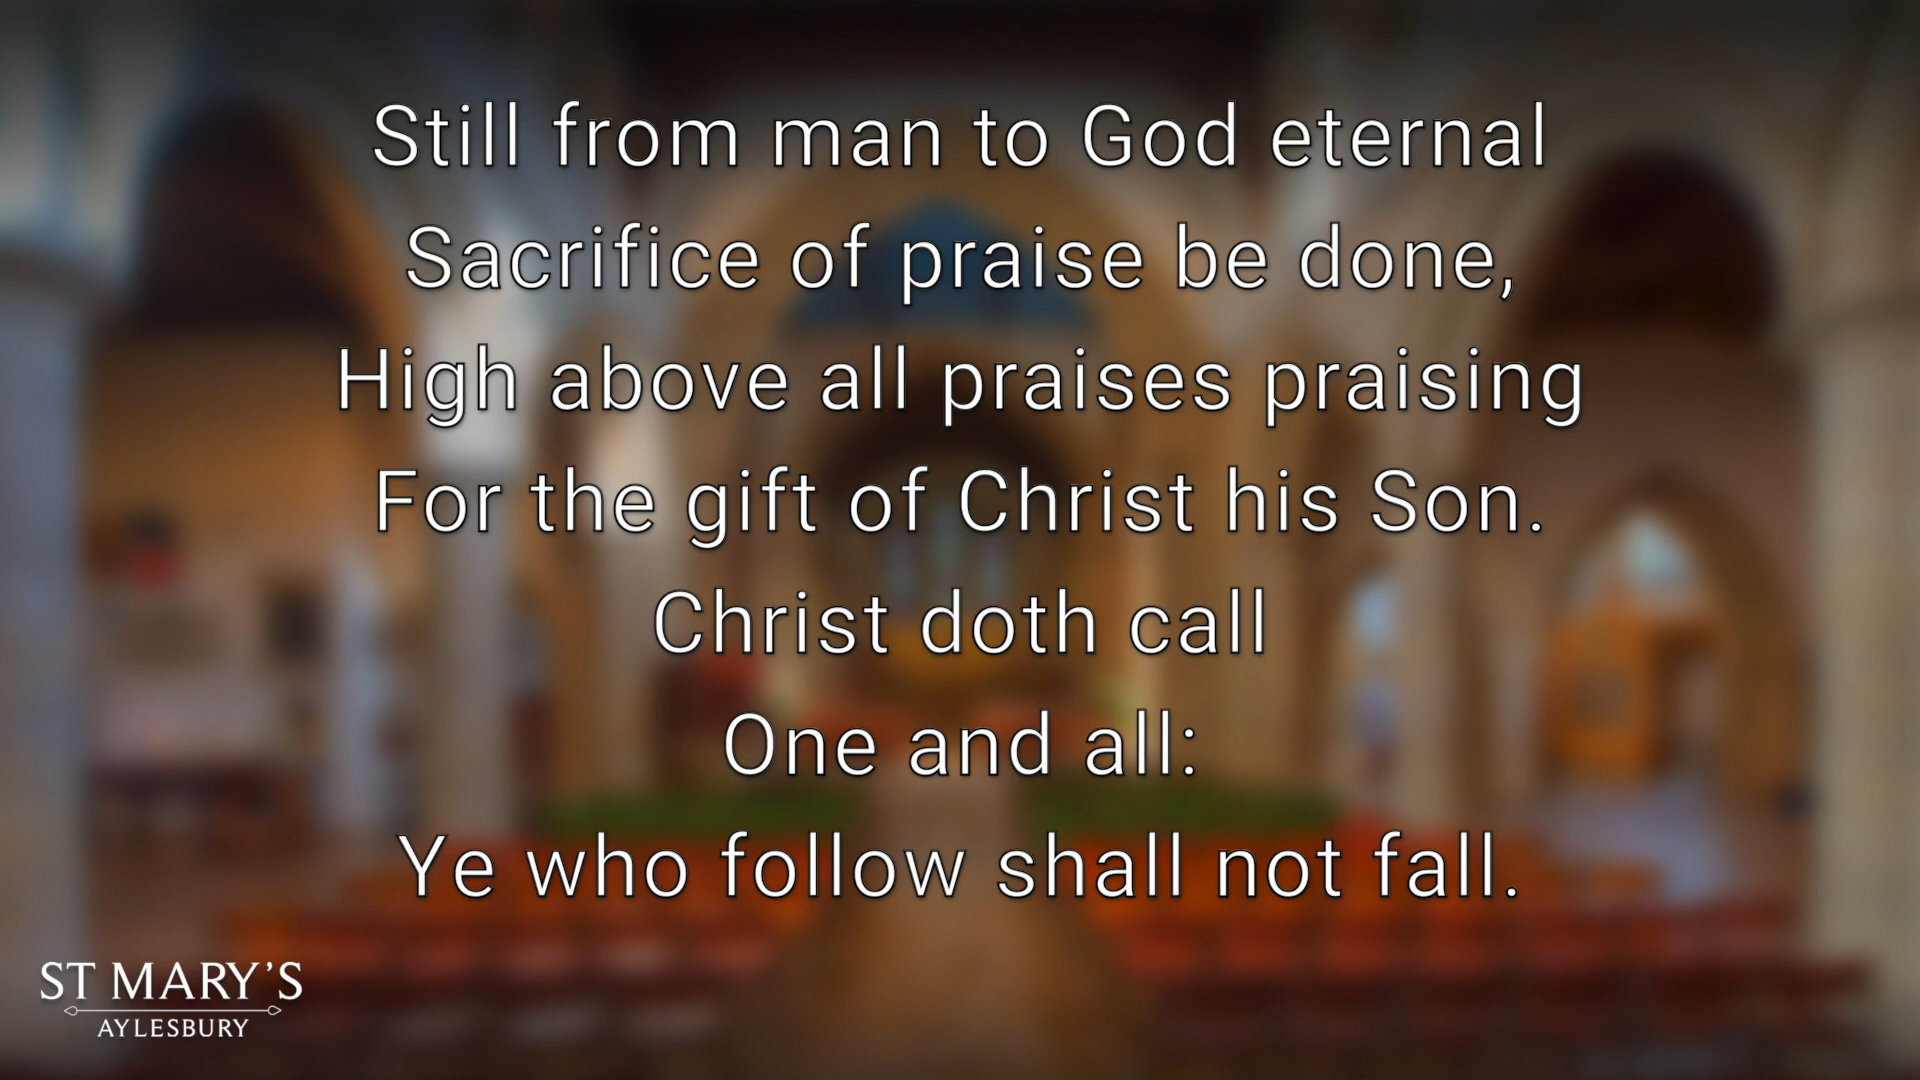 Still from man to God eternal
Sacrifice of praise be done,
High above all praises praising
For the gift of Christ his Son.
Christ doth call
One and all:
Ye who follow shall not fall.
ST MARY'S
AYLESBURY